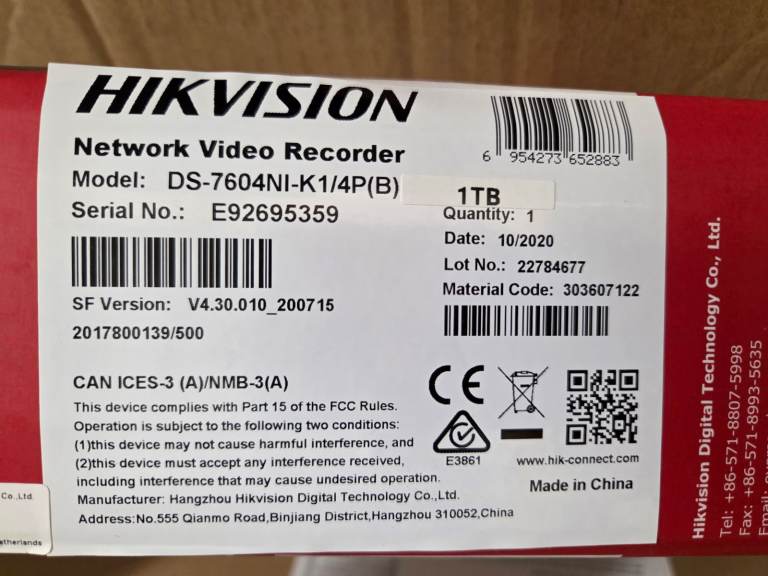 HIKVISION
Network Video Recorder
6 954273 652883
Model: DS-7604NI-K1/4P(B)
1TB
Serial No.: E92695359
Quantity: 1
Date: 10/2020
Lot No.: 22784677
Material Code: 303607122
SF Version: V4.30.010_200715
2017800139/500
CAN ICES-3 (A)/NMB-3(A)
CE
This device complies with Part 15 of the FCC Rules.
Operation is subject to the following two conditions:
(1)this device may not cause harmful interference, and
(2)this device must accept any interference received,
including interference that may cause undesired operation.
E3861
www.hik-connect.com
Made in China
Manufacturer: Hangzhou Hikvision Digital Technology Co.,Ltd.
Address:No.555 Qianmo Road,Binjiang District,Hangzhou 310052,China
Co.,Ltd.
Hikvision Digital Technology Co., Ltd.
Tel: +86-571-8807-5998
Fax: +86-571-8993-5635
Email: